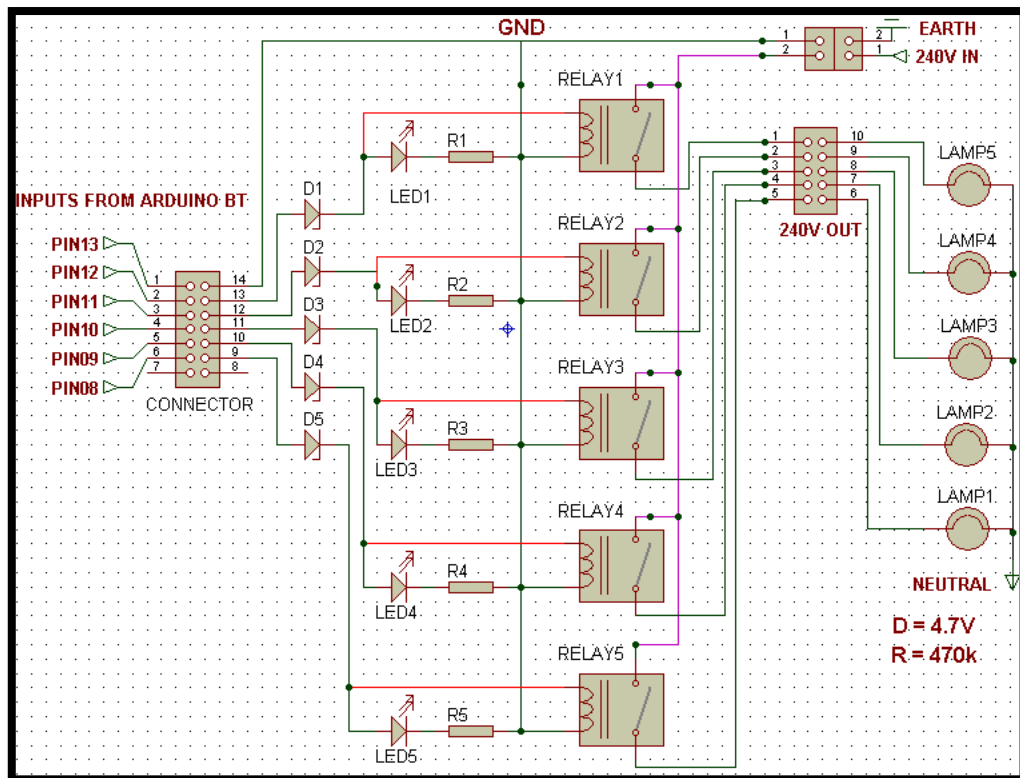 GND
EARTH
240V IN
1 2
2 1
RELAY1
R1
LED1
1 10
2 9
3 8
4 7
5 6
240V OUT
LAMP5
INPUTS FROM ARDUINO BT
D1
RELAY2
PIN13
D2
LAMP4
PIN12
1 14
R2
2 13
PIN11
D3
3 12
LED2
PIN10
4 11
LAMP3
5 10
PIN09
D4
6 9
RELAY3
7 8
PIN08
CONNECTOR
D5
R3
LAMP2
LED3
LAMP1
RELAY4
R4
LED4
NEUTRAL
D = 4.7V
R = 470k
RELAY5
R5
LED5